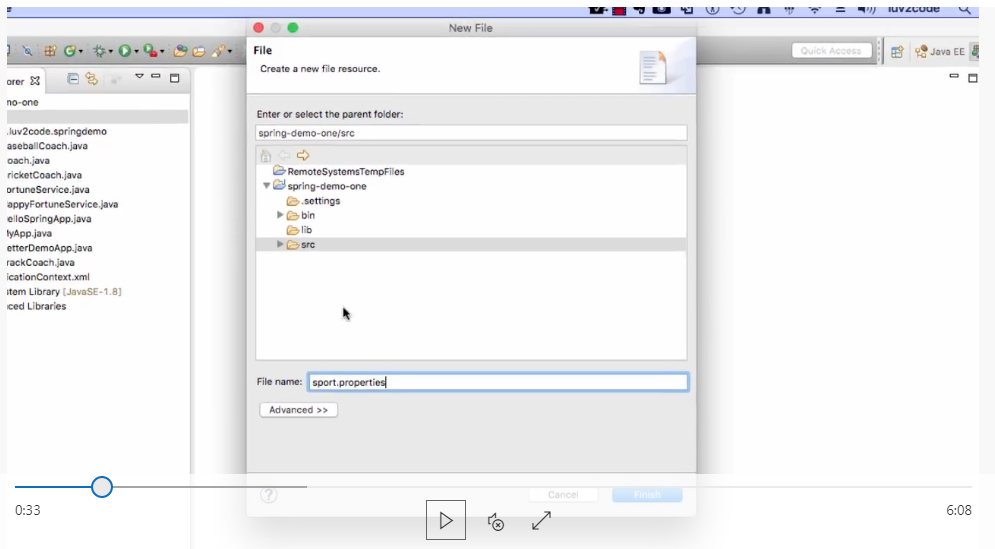 luv2code
New File
Quick Access
Java EE
File
Create a new file resource.
orer
no-one
.luv2code.springdemo
aseballCoach.java
oach.java
ricketCoach.java
ortuneService.java
appyFortuneService.java
elloSpringApp.java
MyApp.java
etterDemoApp.java
rackCoach.java
icationContext.xml
stem Library [JavaSE-1.8]
nced Libraries
Enter or select the parent folder:
spring-demo-one/src
RemoteSystemsTempFiles
spring-demo-one
.settings
bin
lib
src
File name: sport.properties
Advanced >>
Cancel
Finish
0:33
6:08